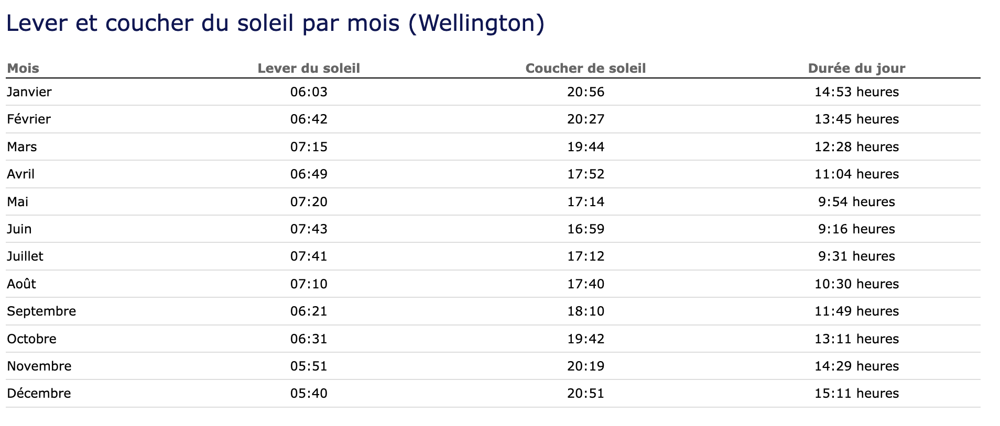 Lever et coucher du soleil par mois (Wellington)
Mois Lever du soleil Coucher de soleil Durée du jour
Janvier 06:03 20:56 14:53 heures
Février 06:42 20:27 13:45 heures
Mars 07:15 19:44 12:28 heures
Avril 06:49 17:52 11:04 heures
Mai 07:20 17:14 9:54 heures
Juin 07:43 16:59 9:16 heures
Juillet 07:41 17:12 9:31 heures
Août 07:10 17:40 10:30 heures
Septembre 06:21 18:10 11:49 heures
Octobre 06:31 19:42 13:11 heures
Novembre 05:51 20:19 14:29 heures
Décembre 05:40 20:51 15:11 heures